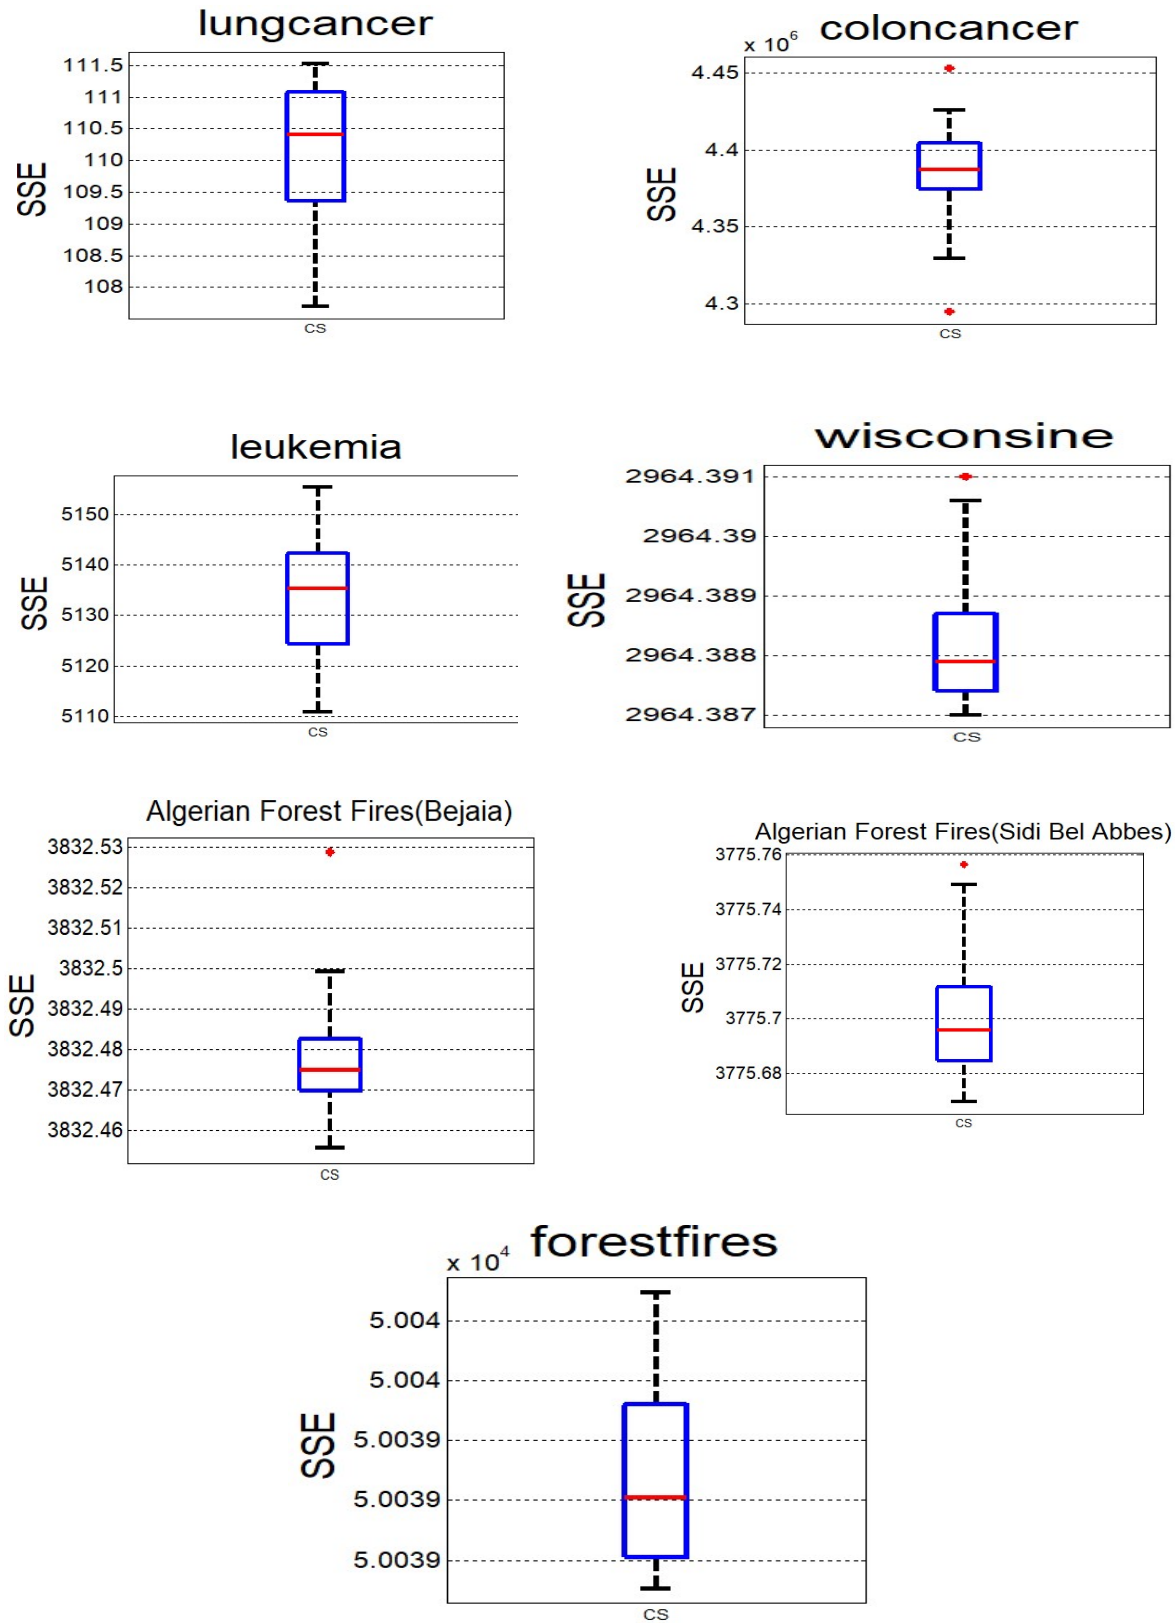 lungcancer
111.5
111
110.5
110
109.5
109
108.5
108
SSE
CS
coloncancer
x 10^6
4.45
4.4
4.35
4.3
SSE
CS
leukemia
5150
5140
5130
5120
5110
SSE
CS
wisconsine
2964.391
2964.39
2964.389
2964.388
2964.387
SSE
CS
Algerian Forest Fires(Bejaia)
3832.53
3832.52
3832.51
3832.5
3832.49
3832.48
3832.47
3832.46
SSE
CS
Algerian Forest Fires(Sidi Bel Abbes)
3775.76
3775.74
3775.72
3775.7
3775.68
SSE
CS
forestfires
x 10^4
5.004
5.004
5.0039
5.0039
5.0039
SSE
CS